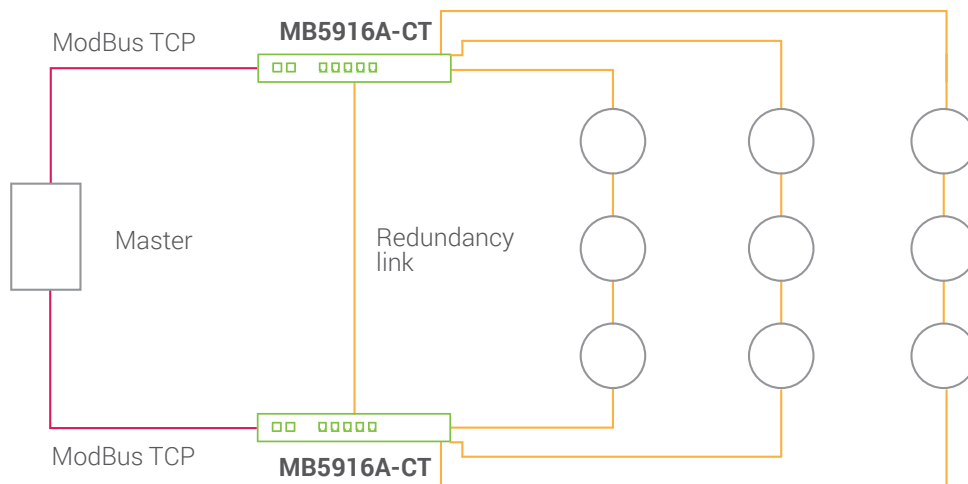 MB5916A-CT
ModBus TCP
Master
Redundancy
link
ModBus TCP
MB5916A-CT